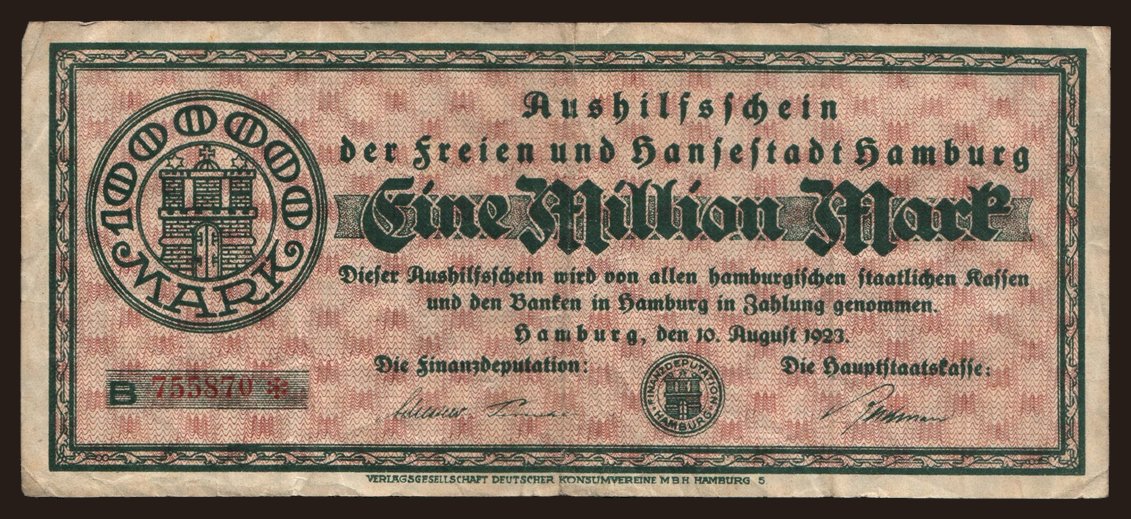 Aushilfsschein
der Freien und Hansestadt Hamburg
Eine Million Mark
1000000
MARK
Dieser Aushilfsschein wird von allen hamburgischen staatlichen Kassen
und den Banken in Hamburg in Zahlung genommen.
Hamburg, den 10. August 1923.
Die Finanzdeputation:
Die Hauptstaatskasse:
FINANZDEPUTATION
HAMBURG
B 755870 *
VERLAGSGESELLSCHAFT DEUTSCHER KONSUMVEREINE M B H HAMBURG 5